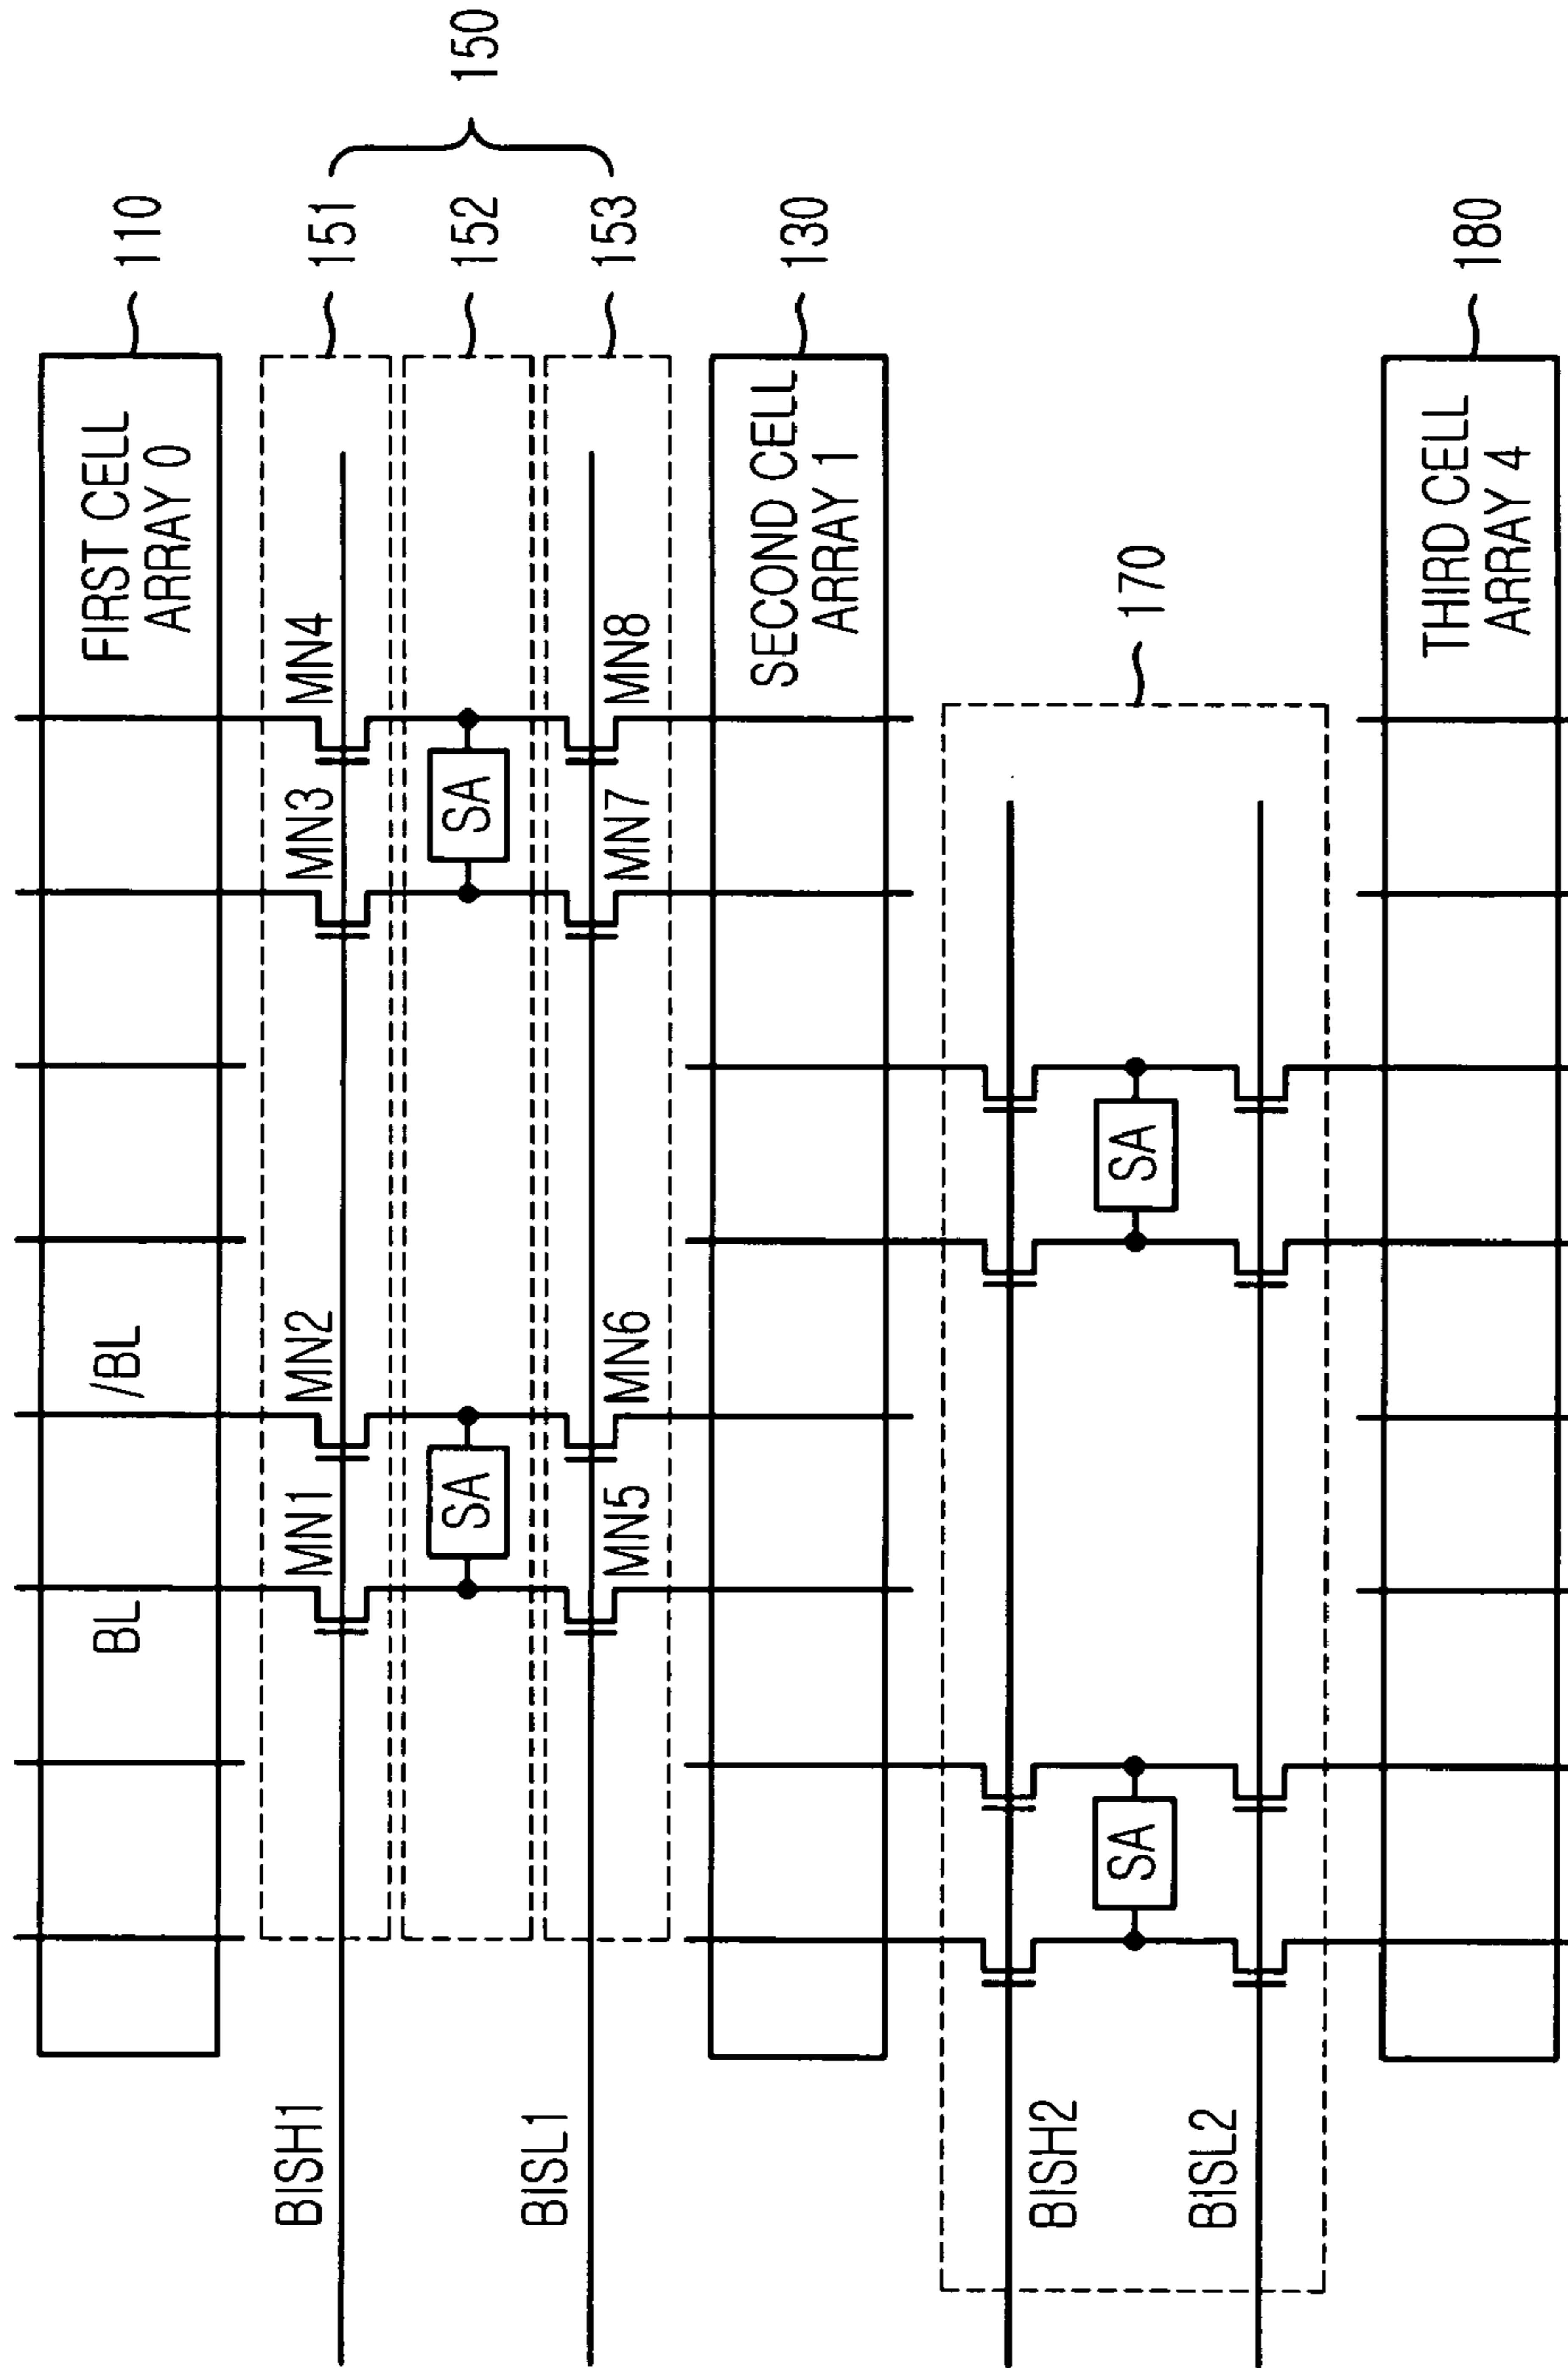 FIRST CELL
ARRAY 0
BL
/BL
110
BISH1
MN1
MN2
MN3
MN4
151
SA
SA
152
150
BISL1
MN5
MN6
MN7
MN8
153
SECOND CELL
ARRAY 1
130
BISH2
SA
SA
170
BISL2
THIRD CELL
ARRAY 4
180